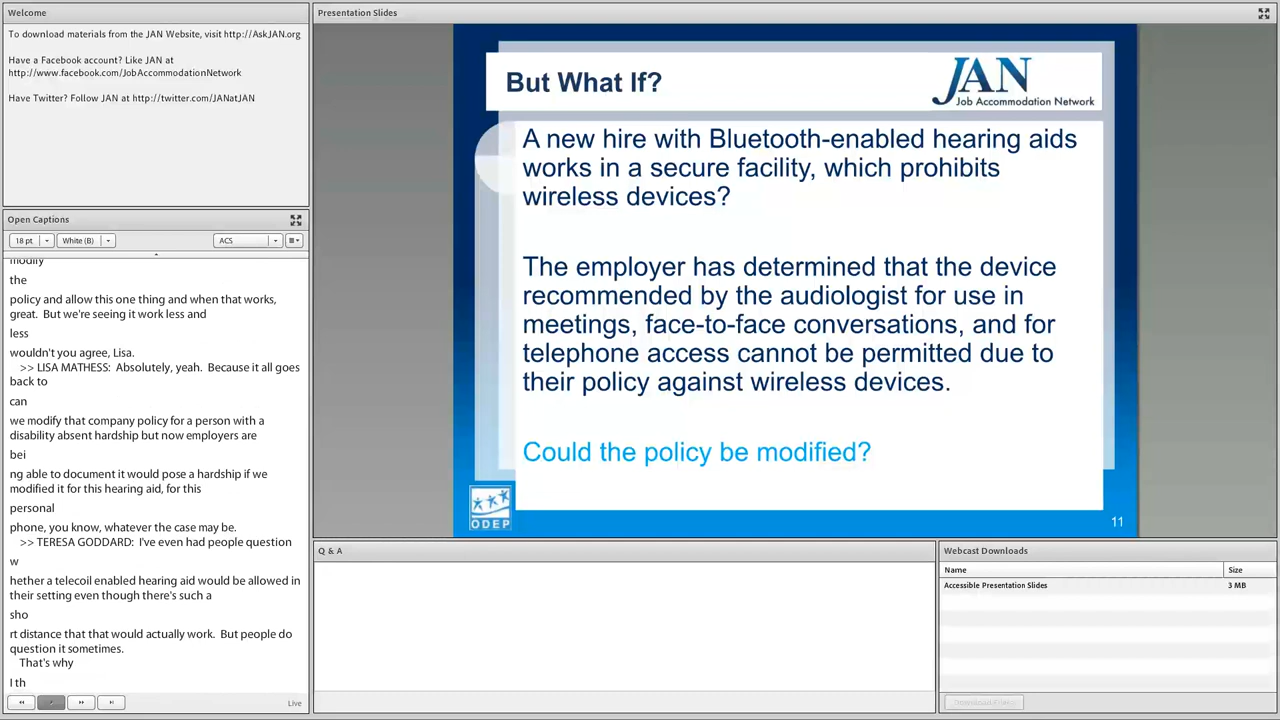 Welcome
To download materials from the JAN Website, visit http://AskJAN.org
Have a Facebook account? Like JAN at
http://www.facebook.com/JobAccommodationNetwork
Have Twitter? Follow JAN at http://twitter.com/JANatJAN
Open Captions
18 pt
White (B)
ACS
modify
the
policy and allow this one thing and when that works,
great. But we're seeing it work less and
less
wouldn't you agree, Lisa.
>> LISA MATHESS: Absolutely, yeah. Because it all goes
back to
can
we modify that company policy for a person with a
disability absent hardship but now employers are
bei
ng able to document it would pose a hardship if we
modified it for this hearing aid, for this
personal
phone, you know, whatever the case may be.
>> TERESA GODDARD: I've even had people question
w
hether a telecoil enabled hearing aid would be allowed in
their setting even though there's such a
sho
rt distance that that would actually work. But people do
question it sometimes.
That's why
I th
Live
Presentation Slides
But What If?
JAN
Job Accommodation Network
A new hire with Bluetooth-enabled hearing aids
works in a secure facility, which prohibits
wireless devices?
The employer has determined that the device
recommended by the audiologist for use in
meetings, face-to-face conversations, and for
telephone access cannot be permitted due to
their policy against wireless devices.
Could the policy be modified?
ODEP
11
Q & A
Webcast Downloads
Name
Size
Accessible Presentation Slides
3 MB